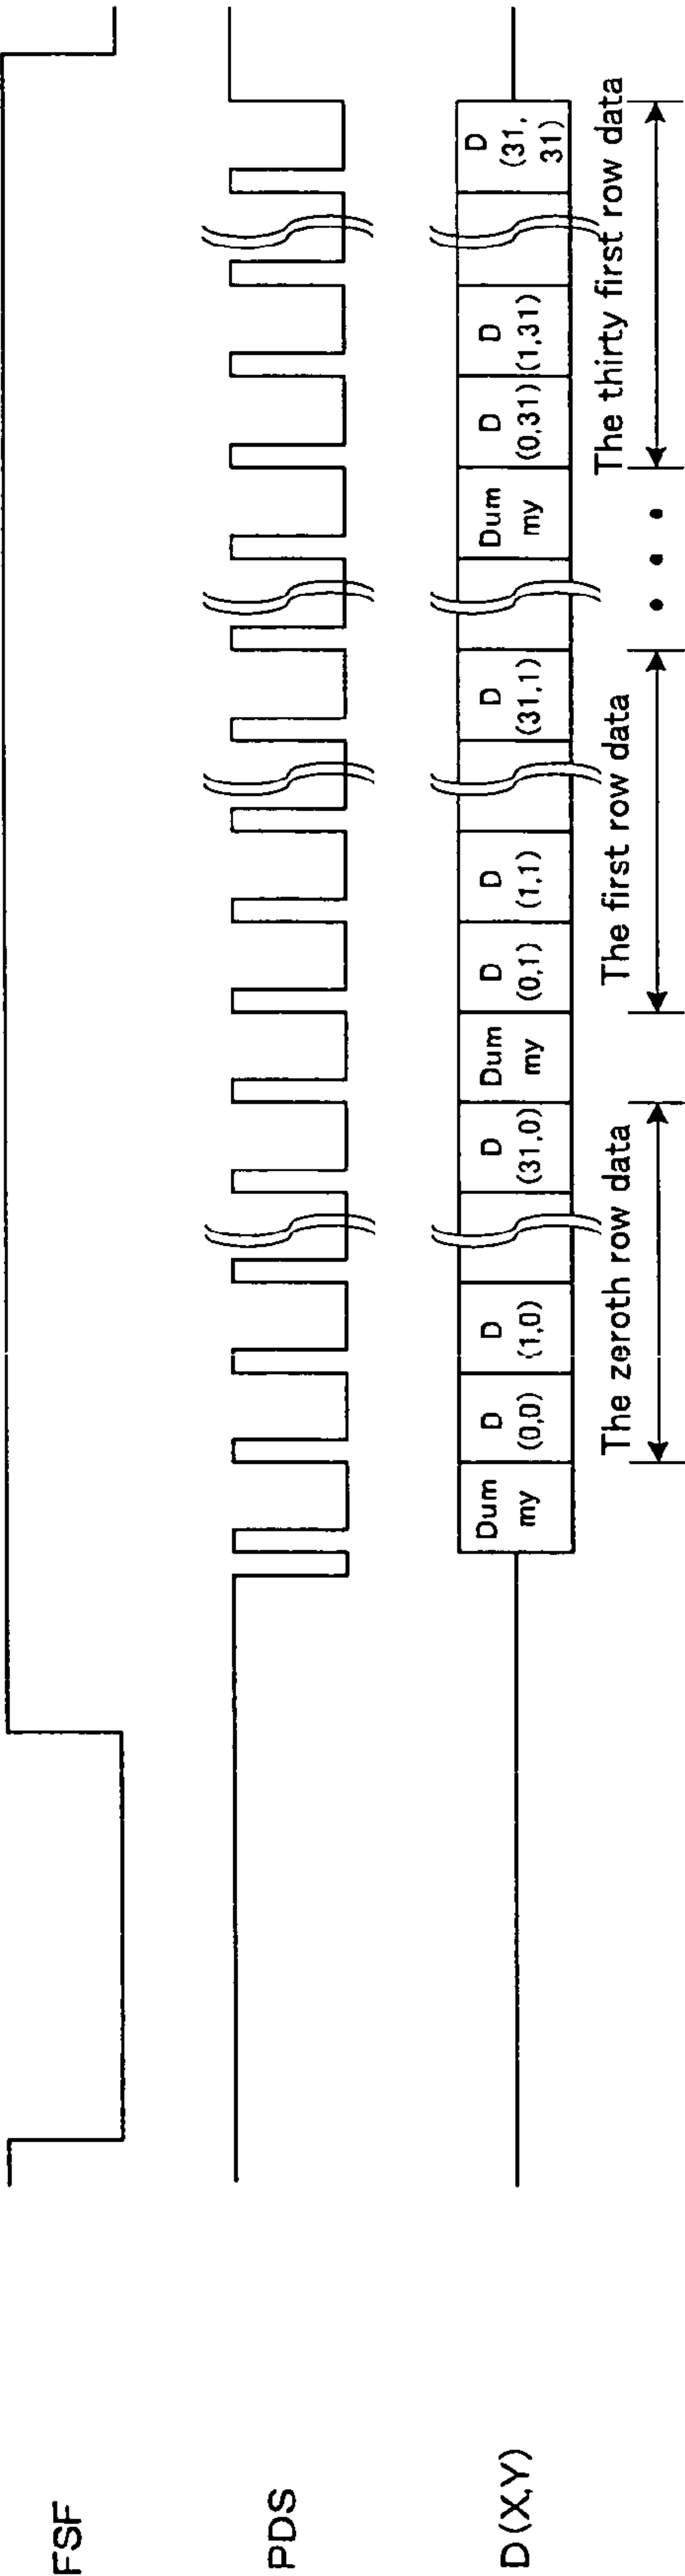 FSF
PDS
D(X,Y)
Dum
my
D
(0,0)
D
(1,0)
D
(31,0)
Dum
my
D
(0,1)
D
(1,1)
D
(31,1)
Dum
my
D
(0,31)
D
(1,31)
D
(31,
31)
The zeroth row data
The first row data
• • •
The thirty first row data